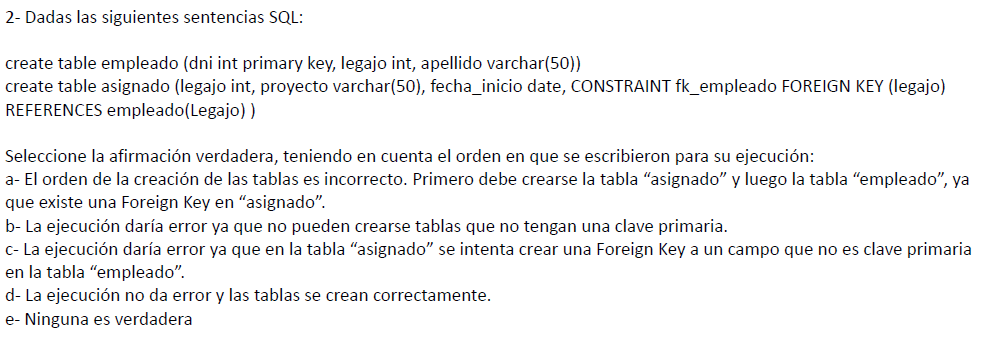 2- Dadas las siguientes sentencias SQL:
create table empleado (dni int primary key, legajo int, apellido varchar(50))
create table asignado (legajo int, proyecto varchar(50), fecha_inicio date, CONSTRAINT fk_empleado FOREIGN KEY (legajo)
REFERENCES empleado(Legajo) )
Seleccione la afirmación verdadera, teniendo en cuenta el orden en que se escribieron para su ejecución:
a- El orden de la creación de las tablas es incorrecto. Primero debe crearse la tabla “asignado” y luego la tabla “empleado”, ya
que existe una Foreign Key en “asignado”.
b- La ejecución daría error ya que no pueden crearse tablas que no tengan una clave primaria.
c- La ejecución daría error ya que en la tabla “asignado” se intenta crear una Foreign Key a un campo que no es clave primaria
en la tabla “empleado”.
d- La ejecución no da error y las tablas se crean correctamente.
e- Ninguna es verdadera